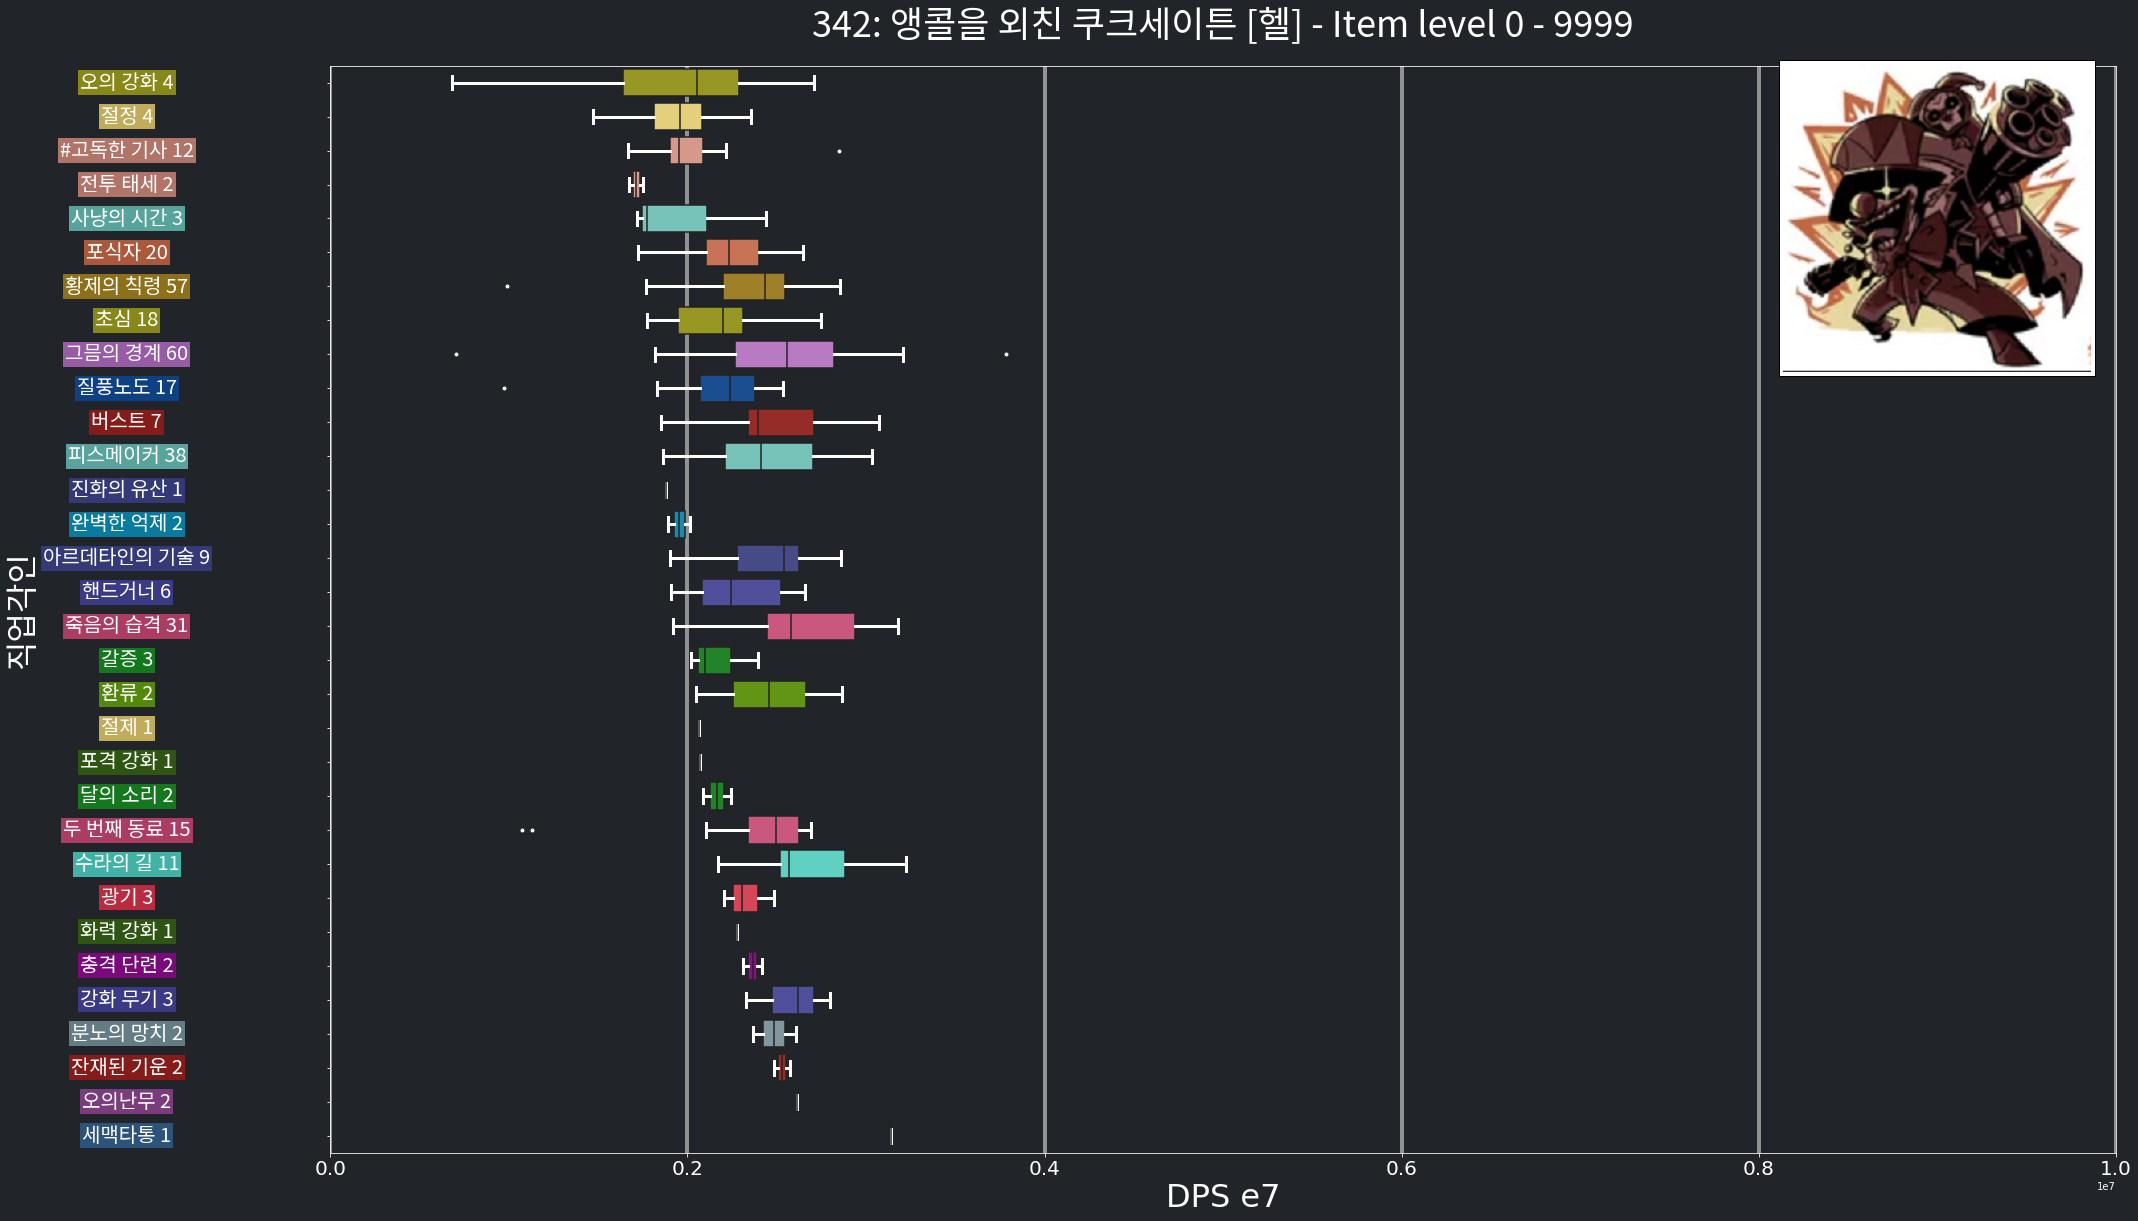 342: 앵콜을 외친 쿠크세이튼 [헬] - Item level 0 - 9999
오의 강화 4
절정 4
#고독한 기사 12
전투 태세 2
사냥의 시간 3
포식자 20
황제의 칙령 57
초심 18
그믐의 경계 60
질풍노도 17
버스트 7
피스메이커 38
진화의 유산 1
완벽한 억제 2
아르데타인의 기술 9
핸드거너 6
죽음의 습격 31
갈증 3
환류 2
절제 1
포격 강화 1
달의 소리 2
두 번째 동료 15
수라의 길 11
광기 3
화력 강화 1
충격 단련 2
강화 무기 3
분노의 망치 2
잔재된 기운 2
오의난무 2
세맥타통 1
직업각인
0.0 0.2 0.4 0.6 0.8 1.0
1e7
DPS e7